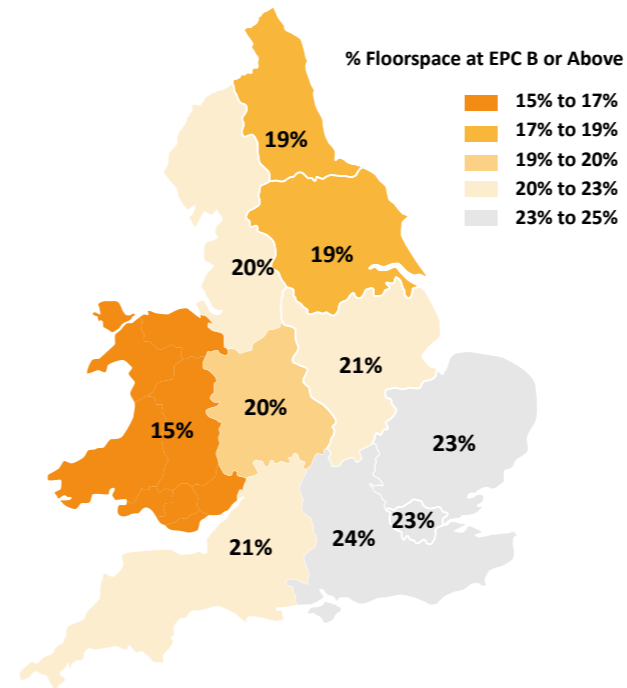 % Floorspace at EPC B or Above
15% to 17%
17% to 19%
19% to 20%
20% to 23%
23% to 25%
19%
19%
20%
21%
20%
15%
23%
23%
24%
21%